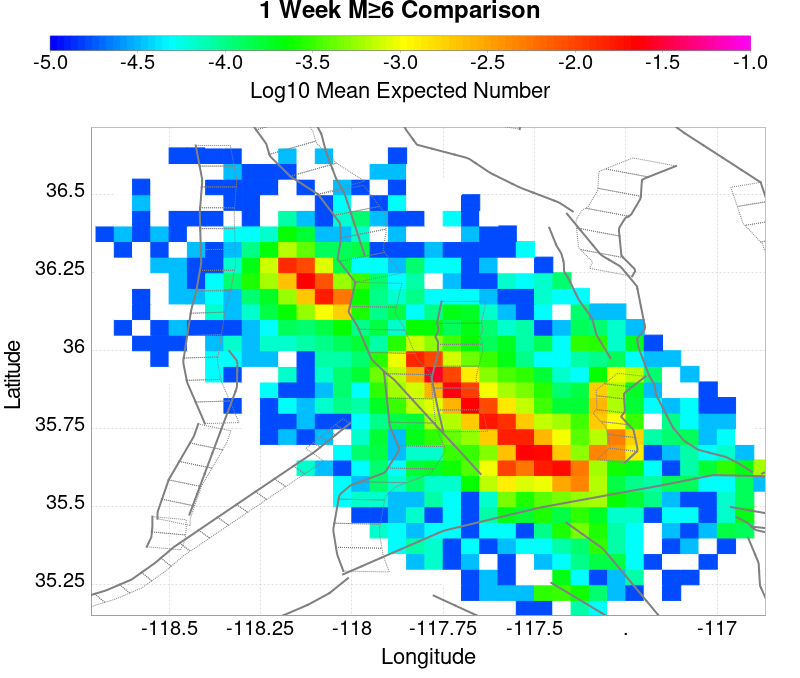 1 Week M≥6 Comparison
-5.0 -4.5 -4.0 -3.5 -3.0 -2.5 -2.0 -1.5 -1.0
Log10 Mean Expected Number
36.5
36.25
36
35.75
35.5
35.25
Latitude
-118.5 -118.25 -118 -117.75 -117.5 . -117
Longitude